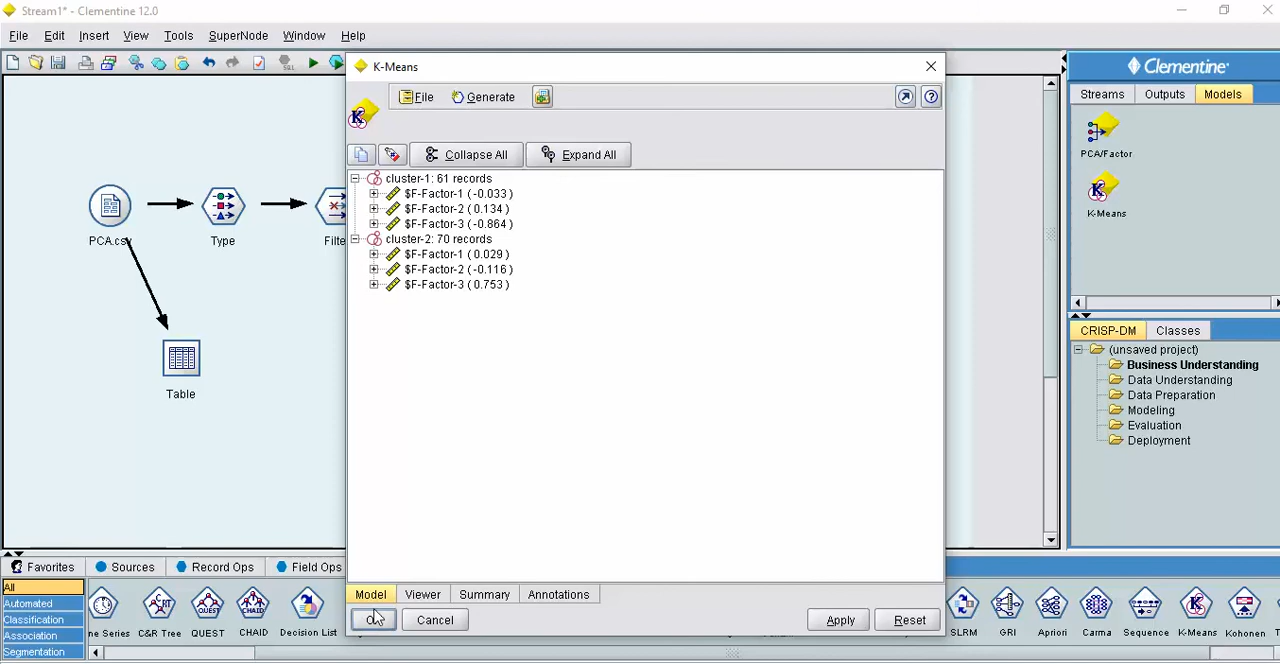 Stream1* - Clementine 12.0
File Edit Insert View Tools SuperNode Window Help
K-Means
File Generate
Collapse All Expand All
cluster-1: 61 records
$F-Factor-1 ( -0.033 )
$F-Factor-2 ( 0.134 )
$F-Factor-3 ( -0.864 )
cluster-2: 70 records
$F-Factor-1 ( 0.029 )
$F-Factor-2 ( -0.116 )
$F-Factor-3 ( 0.753 )
Model Viewer Summary Annotations
Cancel Apply Reset
PCA.csv Type
Table
Clementine
Streams Outputs Models
PCA/Factor
K-Means
CRISP-DM Classes
(unsaved project)
Business Understanding
Data Understanding
Data Preparation
Modeling
Evaluation
Deployment
Favorites Sources Record Ops Field Ops
All
Automated
Classification
Association
Segmentation
ne Series C&R Tree QUEST CHAID Decision List SLRM GRI Apriori Carma Sequence K-Means Kohonen